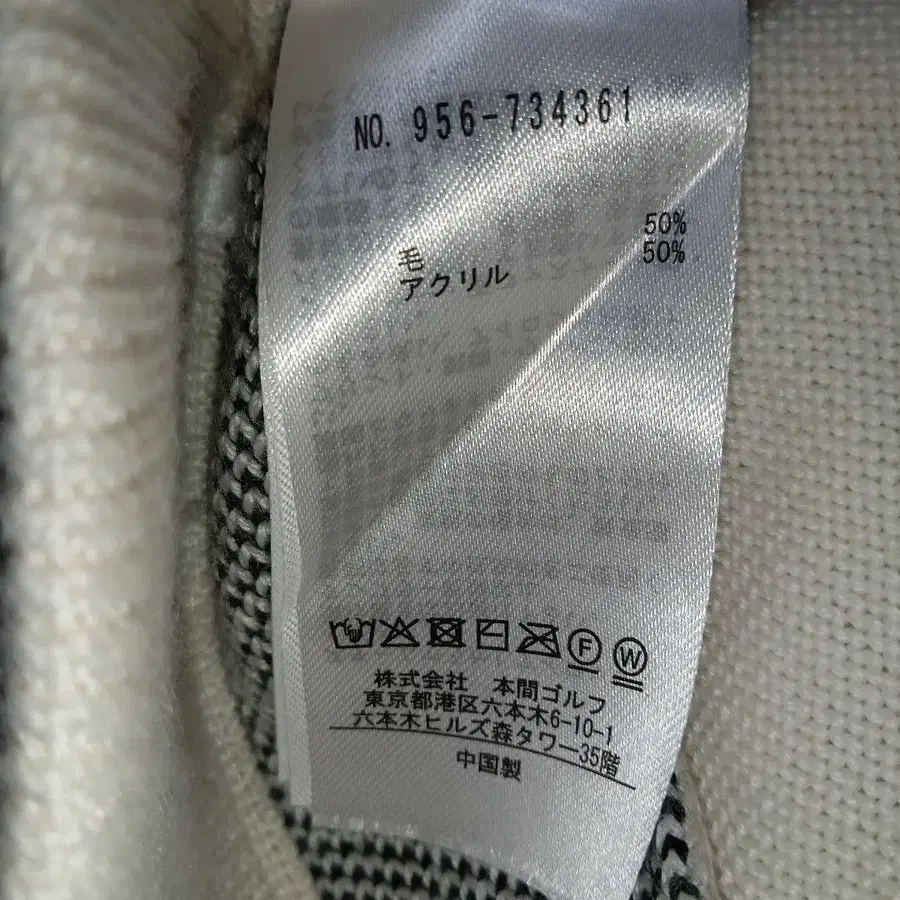 NO. 956-734361
毛 50%
アクリル 50%
F W
株式会社 本間ゴルフ
東京都港区六本木6-10-1
六本木ヒルズ森タワー35階
中国製